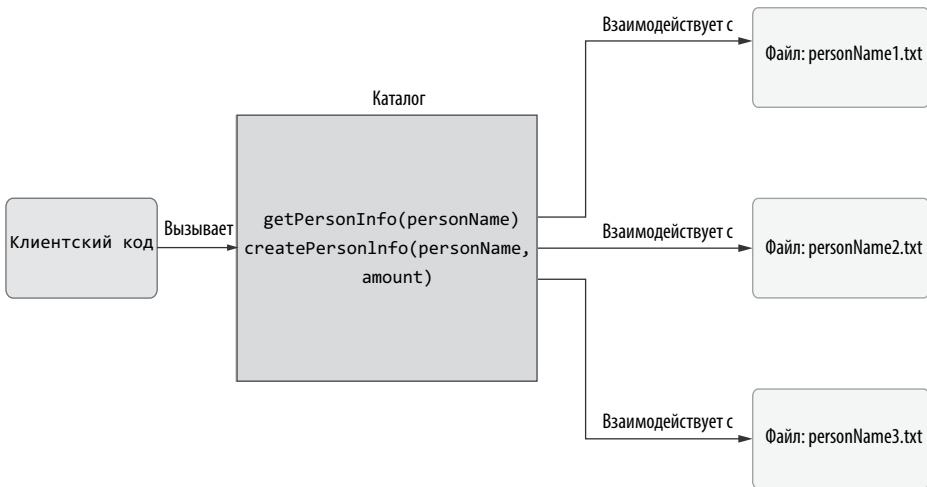 Взаимодействует с
Файл: personName1.txt
Каталог
Клиентский код
Вызывает
getPersonInfo(personName)
createPersonlnfo(personName,
amount)
Взаимодействует с
Файл: personName2.txt
Взаимодействует с
Файл: personName3.txt